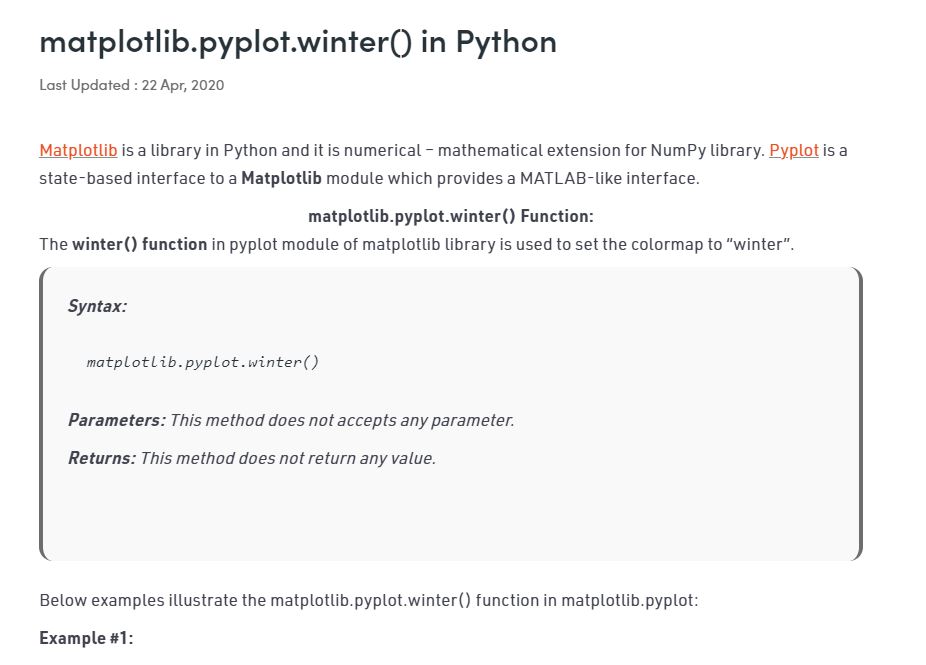 matplotlib.pyplot.winter() in Python
Last Updated : 22 Apr, 2020
Matplotlib is a library in Python and it is numerical – mathematical extension for NumPy library. Pyplot is a
state-based interface to a Matplotlib module which provides a MATLAB-like interface.
matplotlib.pyplot.winter() Function:
The winter() function in pyplot module of matplotlib library is used to set the colormap to “winter”.
Syntax:
matplotlib.pyplot.winter()
Parameters: This method does not accepts any parameter.
Returns: This method does not return any value.
Below examples illustrate the matplotlib.pyplot.winter() function in matplotlib.pyplot:
Example #1: